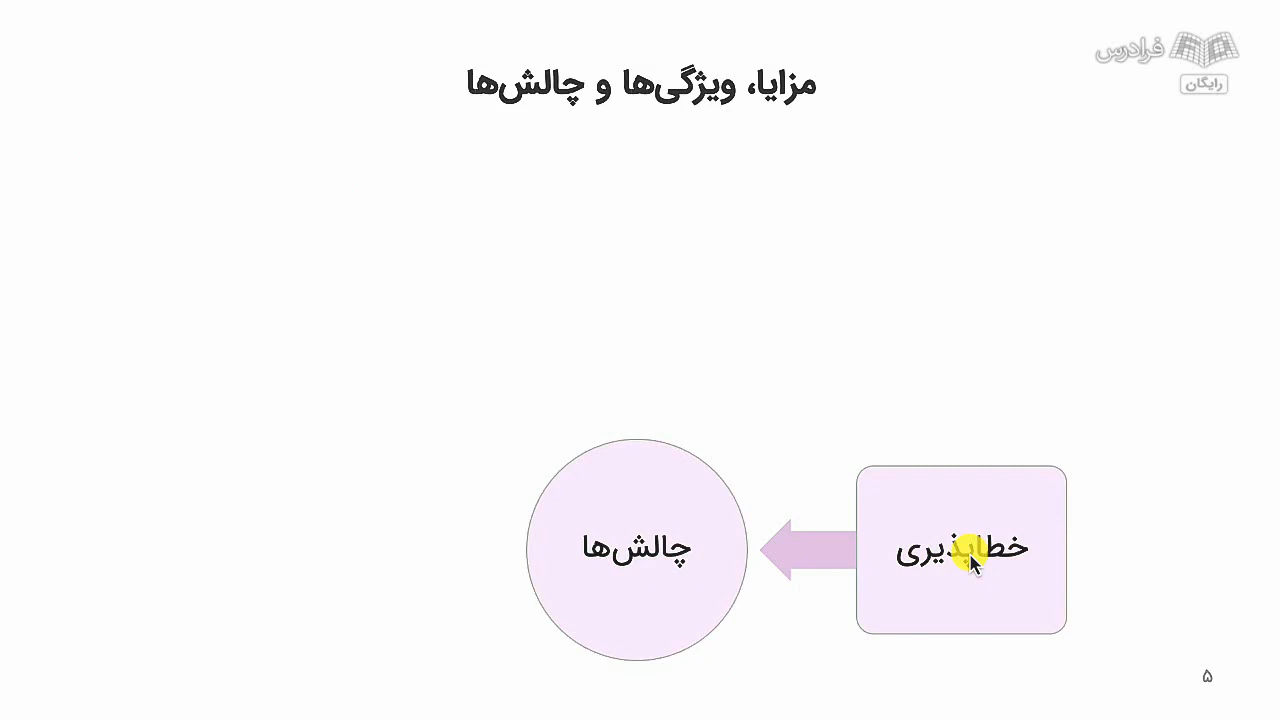 فرادرس
رایگان
مزایا، ویژگی‌ها و چالش‌ها
خطاپذیری
چالش‌ها
۵